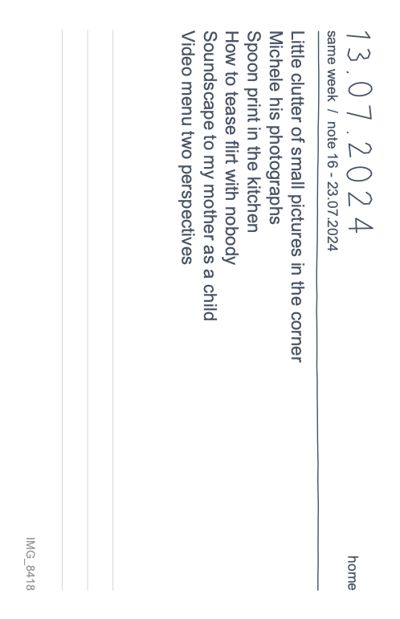 13.07.2024
home
same week / note 16 - 23.07.2024
Little clutter of small pictures in the corner
Michele his photographs
Spoon print in the kitchen
How to tease flirt with nobody
Soundscape to my mother as a child
Video menu two perspectives
IMG_8418